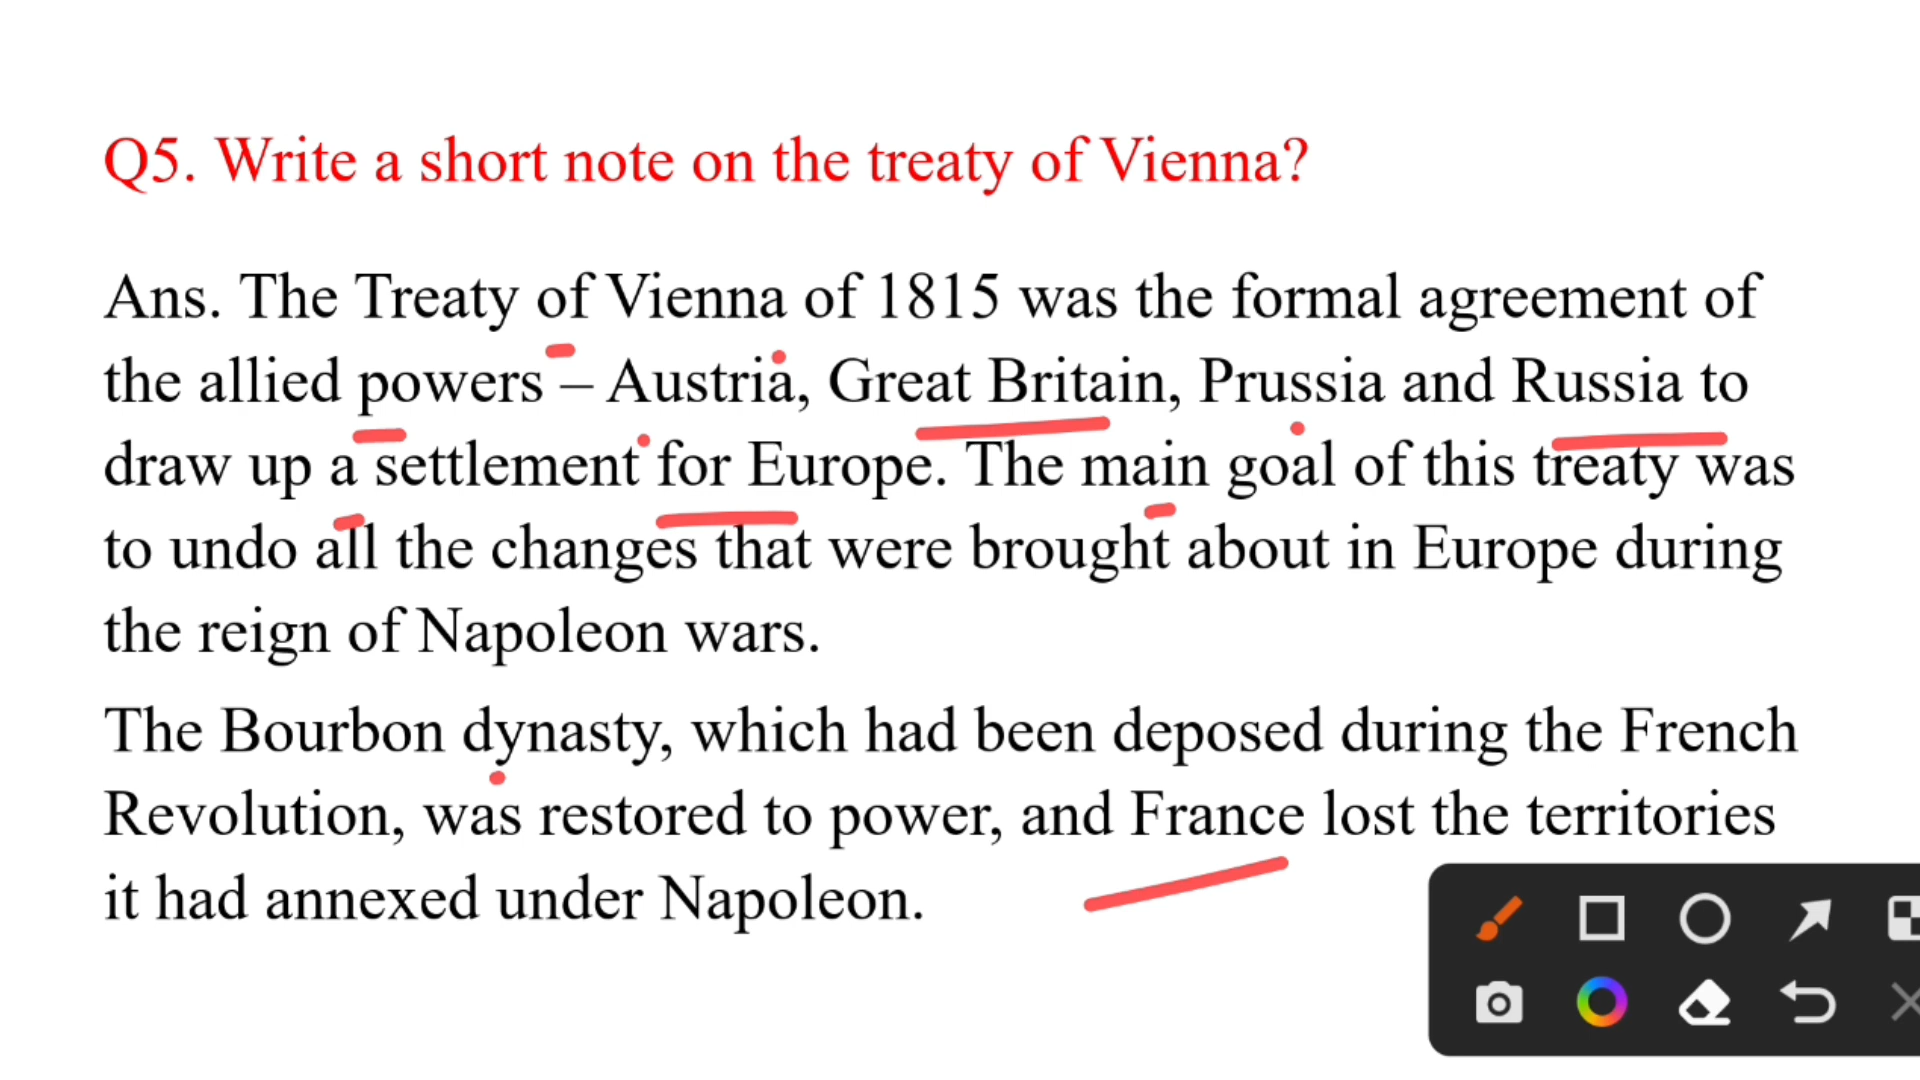 Q5. Write a short note on the treaty of Vienna?
Ans. The Treaty of Vienna of 1815 was the formal agreement of
the allied powers – Austria, Great Britain, Prussia and Russia to
draw up a settlement for Europe. The main goal of this treaty was
to undo all the changes that were brought about in Europe during
the reign of Napoleon wars.
The Bourbon dynasty, which had been deposed during the French
Revolution, was restored to power, and France lost the territories
it had annexed under Napoleon.